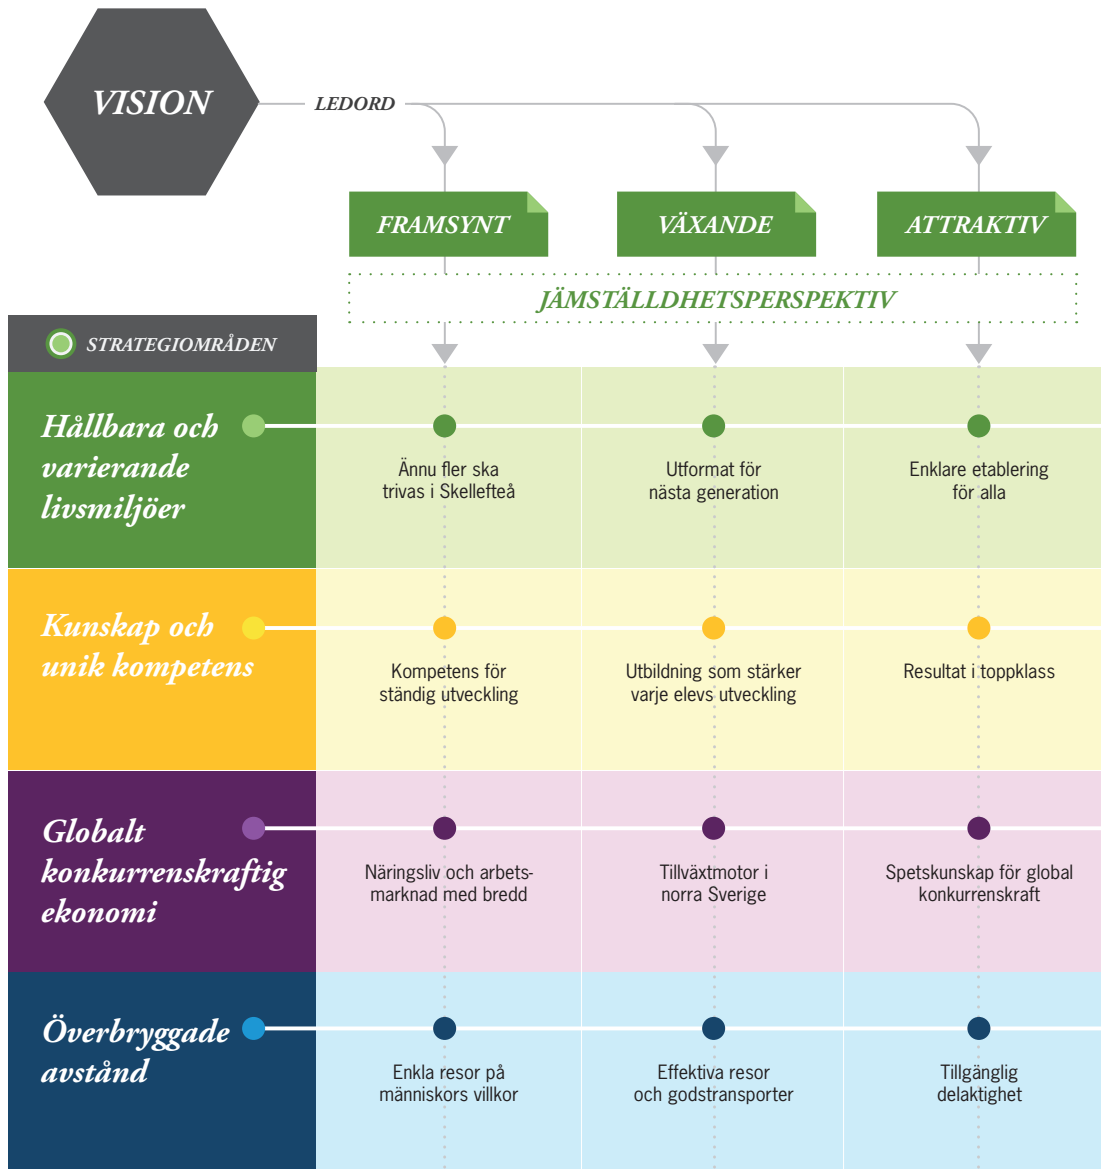 VISION
LEDORD
FRAMSYNT
VÄXANDE
ATTRAKTIV
JÄMSTÄLLDHETSPERSPEKTIV
STRATEGIOMRÅDEN
Hållbara och
varierande
livsmiljöer
Ännu fler ska
trivas i Skellefteå
Utformat för
nästa generation
Enklare etablering
för alla
Kunskap och
unik kompetens
Kompetens för
ständig utveckling
Utbildning som stärker
varje elevs utveckling
Resultat i toppklass
Globalt
konkurrenskraftig
ekonomi
Näringsliv och arbets-
marknad med bredd
Tillväxtmotor i
norra Sverige
Spetskunskap för global
konkurrenskraft
Överbryggade
avstånd
Enkla resor på
människors villkor
Effektiva resor
och godstransporter
Tillgänglig
delaktighet